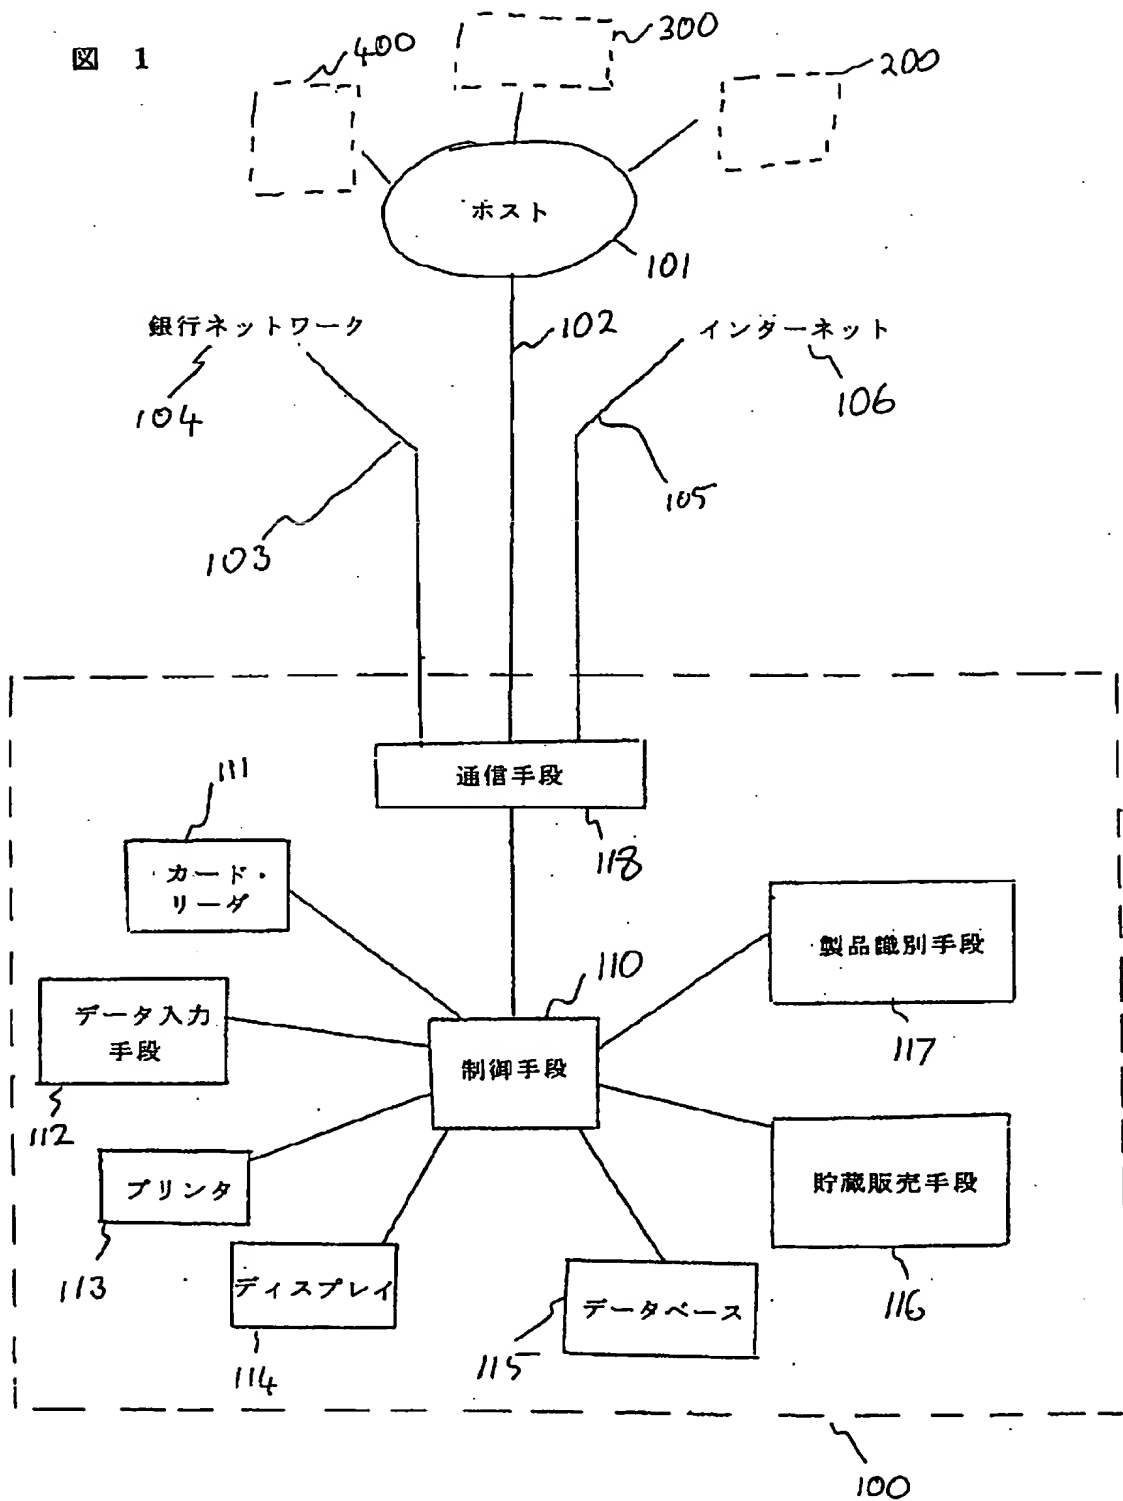 図 1
400
300
200
ホスト
101
銀行ネットワーク
102
インターネット
104
106
103
105
通信手段
118
111
カード・
リーダ
製品識別手段
117
110
データ入力
手段
112
制御手段
プリンタ
113
貯蔵販売手段
116
ディスプレイ
114
データベース
115
100